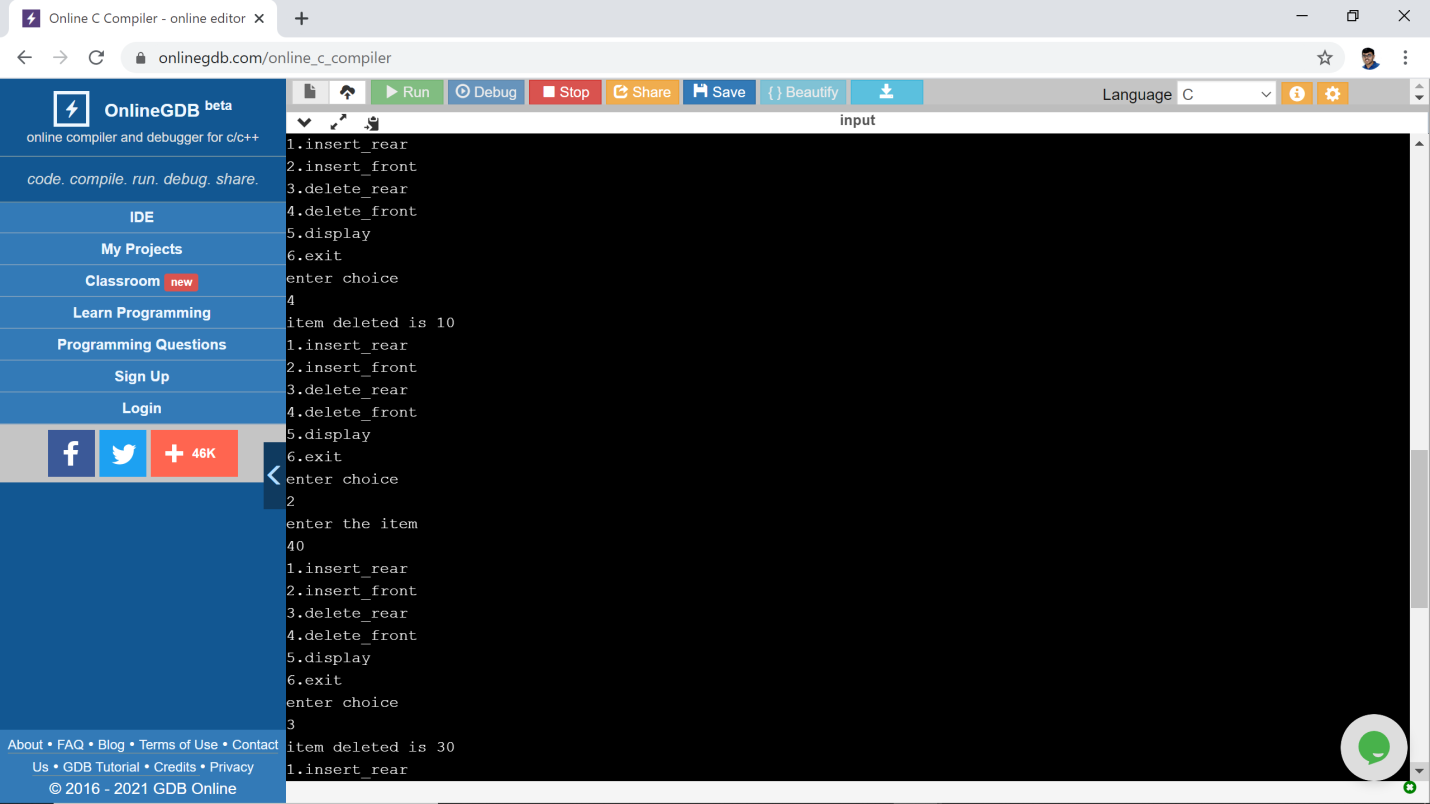 Online C Compiler - online editor
onlinegdb.com/online_c_compiler
OnlineGDB beta
online compiler and debugger for c/c++
code. compile. run. debug. share.
IDE
My Projects
Classroom new
Learn Programming
Programming Questions
Sign Up
Login
f
46K
About • FAQ • Blog • Terms of Use • Contact
Us • GDB Tutorial • Credits • Privacy
© 2016 - 2021 GDB Online
Run Debug Stop Share Save { } Beautify
Language C
input
1.insert_rear
2.insert_front
3.delete_rear
4.delete_front
5.display
6.exit
enter choice
4
item deleted is 10
1.insert_rear
2.insert_front
3.delete_rear
4.delete_front
5.display
6.exit
enter choice
2
enter the item
40
1.insert_rear
2.insert_front
3.delete_rear
4.delete_front
5.display
6.exit
enter choice
3
item deleted is 30
1.insert_rear